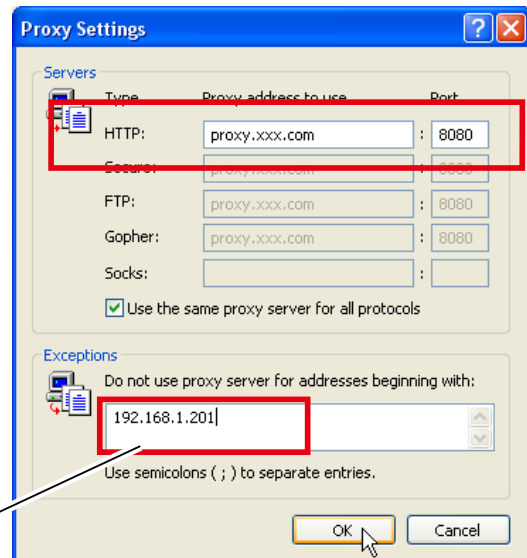 Proxy Settings
Servers
Type Proxy address to use Port
HTTP: proxy.xxx.com : 8080
Secure: proxy.xxx.com : 8080
FTP: proxy.xxx.com : 8080
Gopher: proxy.xxx.com : 8080
Socks: :
Use the same proxy server for all protocols
Exceptions
Do not use proxy server for addresses beginning with:
192.168.1.201
Use semicolons ( ; ) to separate entries.
OK Cancel